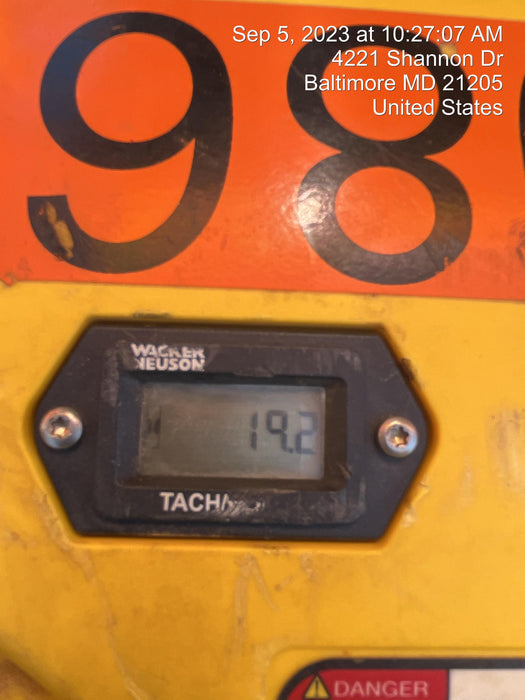 Sep 5, 2023 at 10:27:07 AM
4221 Shannon Dr
Baltimore MD 21205
United States
98
WACKER
NEUSON
19.2
TACH/
DANGER